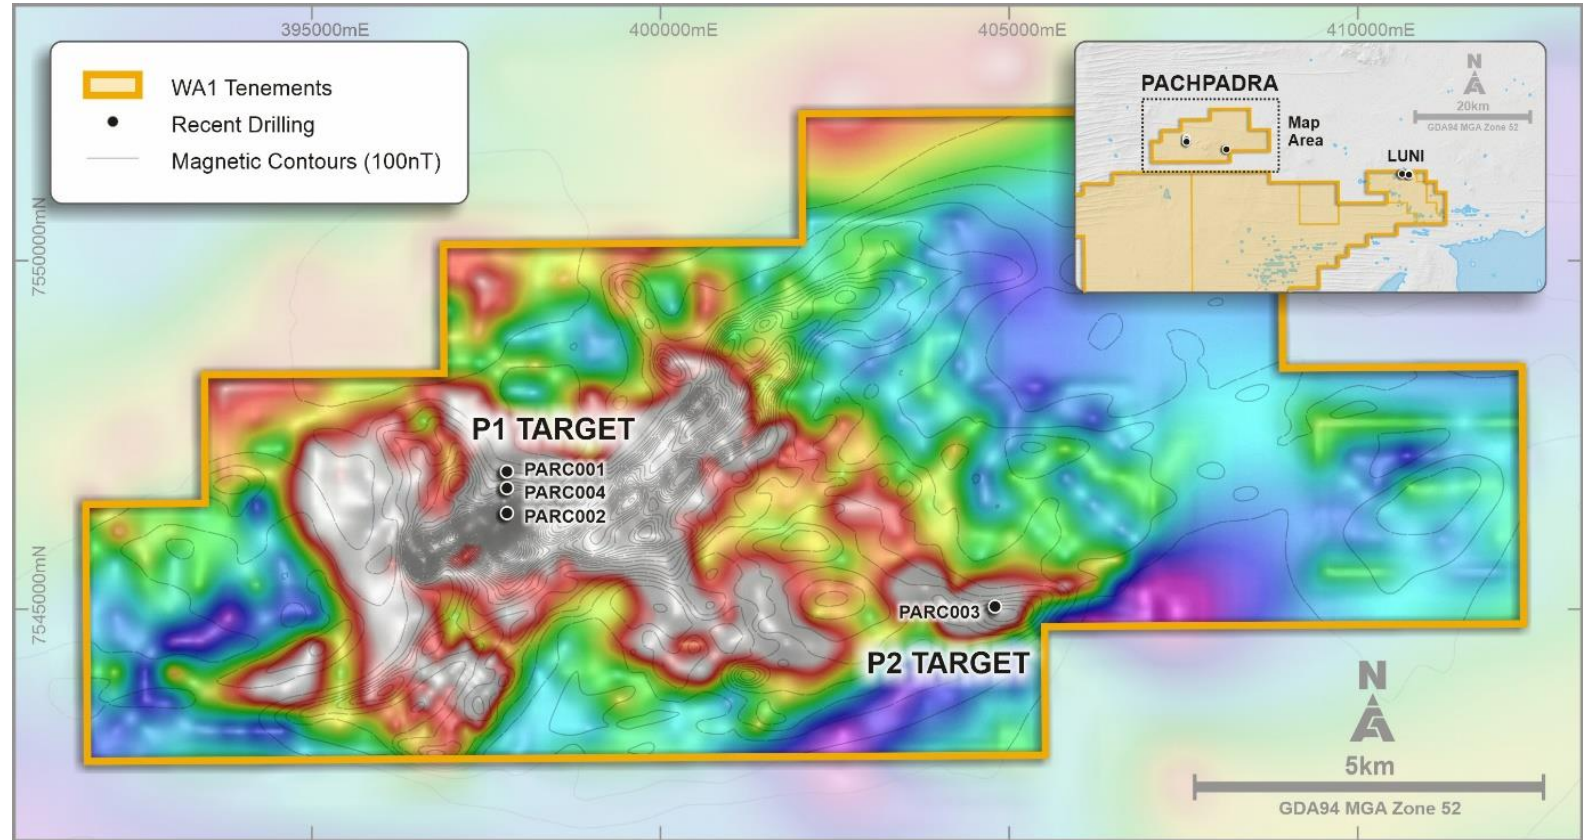 395000mE
400000mE
405000mE
410000mE
WA1 Tenements
Recent Drilling
Magnetic Contours (100nT)
PACHPADRA
N
20km
GDA94 MGA Zone 52
Map
Area
LUNI
7550000mN
P1 TARGET
PARC001
PARC004
PARC002
7545000mN
PARC003
P2 TARGET
N
5km
GDA94 MGA Zone 52